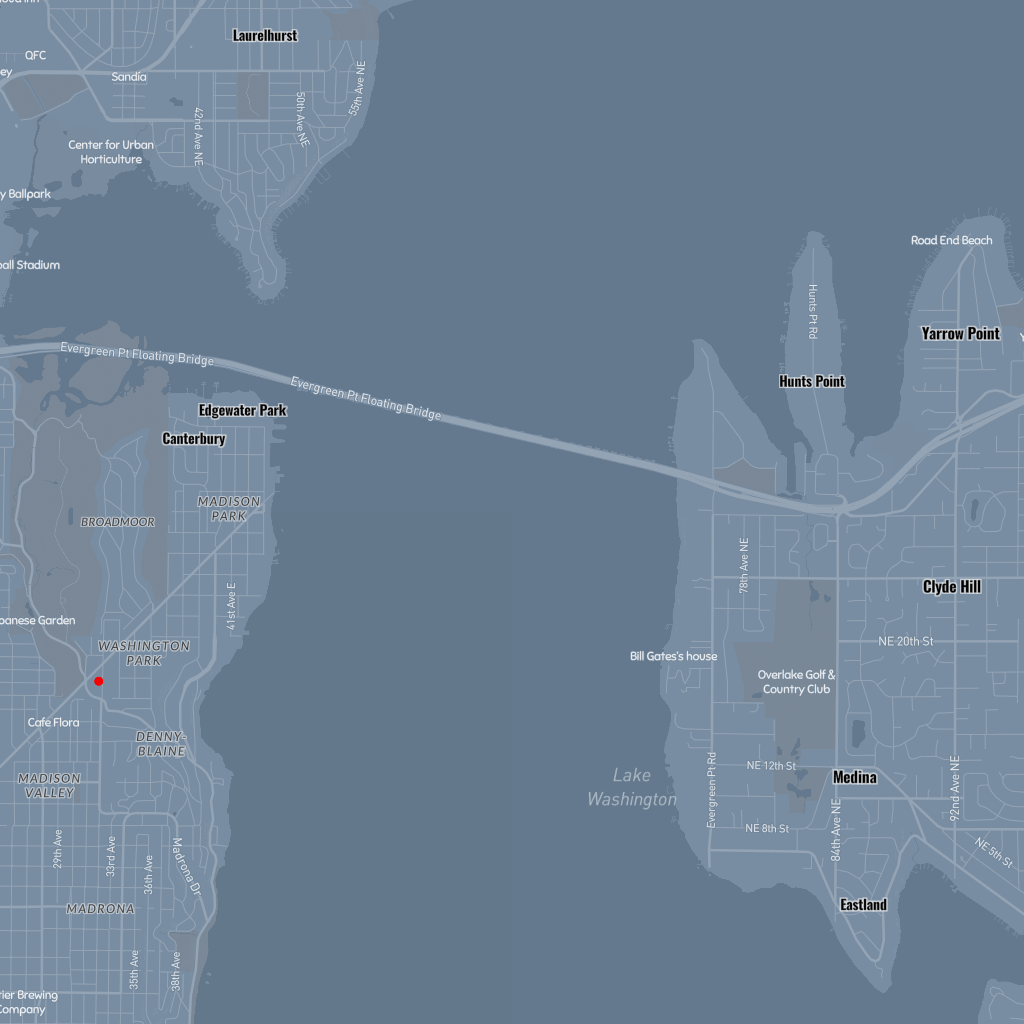 Laurelhurst
QFC
Sandía
55th Ave NE
50th Ave NE
42nd Ave NE
Center for Urban
Horticulture
Ballpark
Stadium
Road End Beach
Hunts Pt Rd
Yarrow Point
Evergreen Pt Floating Bridge
Evergreen Pt Floating Bridge
Hunts Point
Edgewater Park
Canterbury
MADISON
PARK
BROADMOOR
78th Ave NE
Clyde Hill
41st Ave E
Garden
NE 20th St
WASHINGTON
PARK
Bill Gates's house
Overlake Golf &
Country Club
Cafe Flora
DENNY-
BLAINE
NE 12th St
Lake
Washington
Medina
MADISON
VALLEY
Evergreen Pt Rd
92nd Ave NE
NE 8th St
84th Ave NE
29th Ave
33rd Ave
36th Ave
Madrona Dr
NE 5th St
MADRONA
Eastland
35th Ave
38th Ave
Brewing
Company